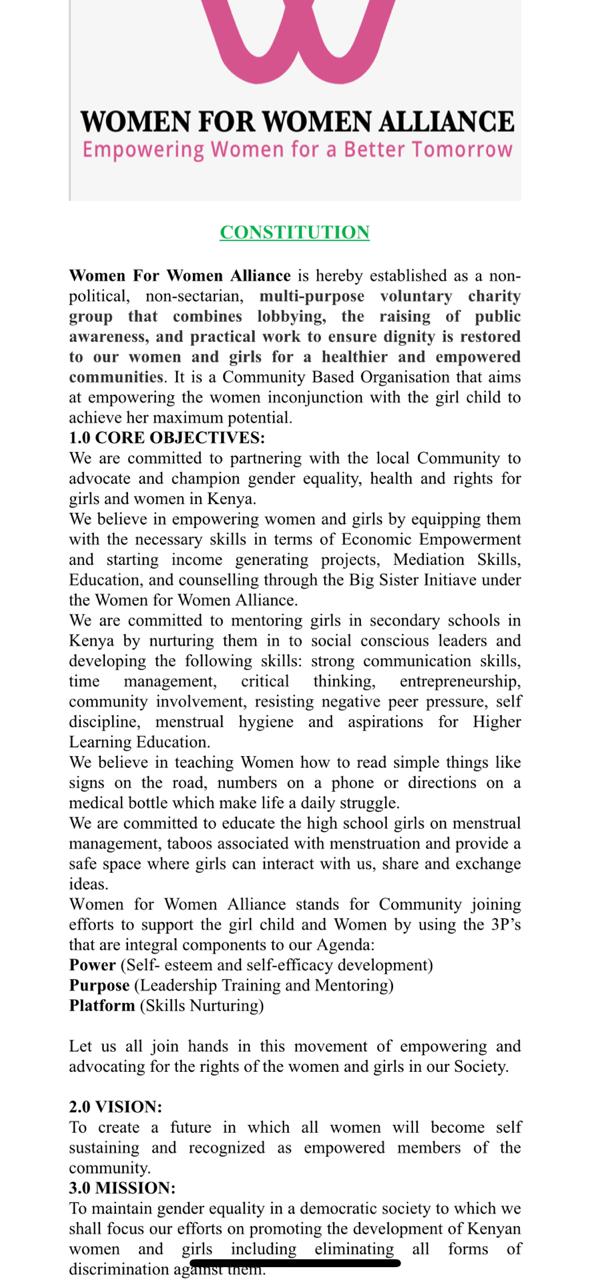 WOMEN FOR WOMEN ALLIANCE
Empowering Women for a Better Tomorrow
CONSTITUTION
Women For Women Alliance is hereby established as a non-
political, non-sectarian, multi-purpose voluntary charity
group that combines lobbying, the raising of public
awareness, and practical work to ensure dignity is restored
to our women and girls for a healthier and empowered
communities. It is a Community Based Organisation that aims
at empowering the women inconjunction with the girl child to
achieve her maximum potential.
1.0 CORE OBJECTIVES:
We are committed to partnering with the local Community to
advocate and champion gender equality, health and rights for
girls and women in Kenya.
We believe in empowering women and girls by equipping them
with the necessary skills in terms of Economic Empowerment
and starting income generating projects, Mediation Skills,
Education, and counselling through the Big Sister Initiave under
the Women for Women Alliance.
We are committed to mentoring girls in secondary schools in
Kenya by nurturing them in to social conscious leaders and
developing the following skills: strong communication skills,
time management, critical thinking, entrepreneurship,
community involvement, resisting negative peer pressure, self
discipline, menstrual hygiene and aspirations for Higher
Learning Education.
We believe in teaching Women how to read simple things like
signs on the road, numbers on a phone or directions on a
medical bottle which make life a daily struggle.
We are committed to educate the high school girls on menstrual
management, taboos associated with menstruation and provide a
safe space where girls can interact with us, share and exchange
ideas.
Women for Women Alliance stands for Community joining
efforts to support the girl child and Women by using the 3P’s
that are integral components to our Agenda:
Power (Self- esteem and self-efficacy development)
Purpose (Leadership Training and Mentoring)
Platform (Skills Nurturing)
Let us all join hands in this movement of empowering and
advocating for the rights of the women and girls in our Society.
2.0 VISION:
To create a future in which all women will become self
sustaining and recognized as empowered members of the
community.
3.0 MISSION:
To maintain gender equality in a democratic society to which we
shall focus our efforts on promoting the development of Kenyan
women and girls including eliminating all forms of
discrimination against them.